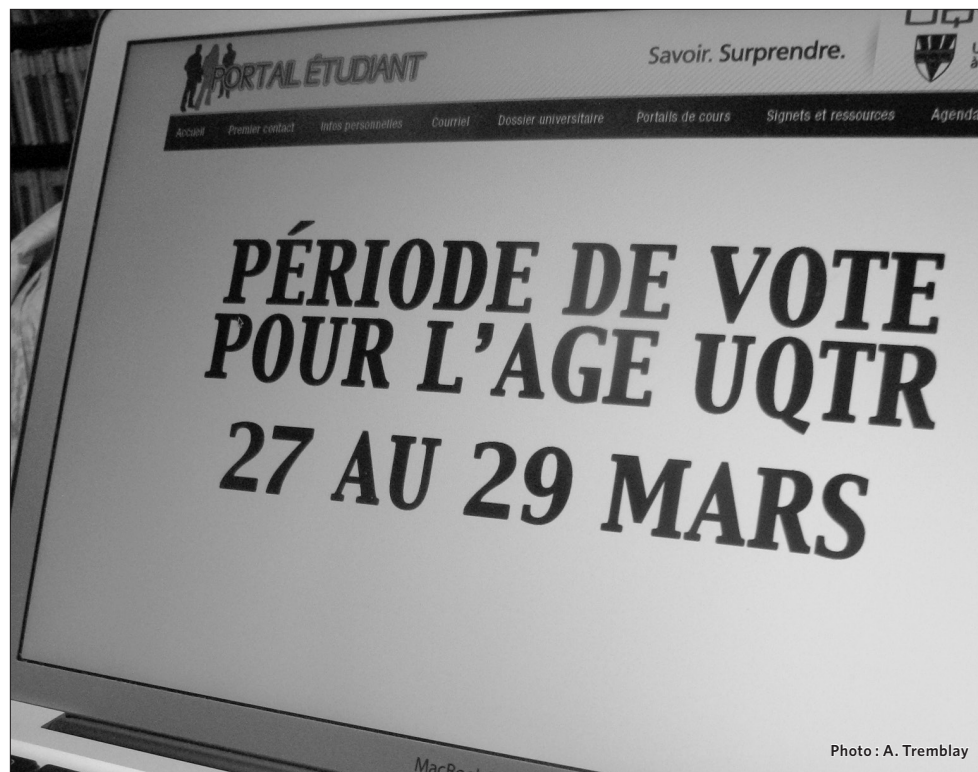 PORTAL ÉTUDIANT
Savoir. Surprendre.
Accueil Premier contact Infos personnelles Courriel Dossier universitaire Portails de cours Signets et ressources Agenda
PÉRIODE DE VOTE
POUR L'AGE UQTR
27 AU 29 MARS
Photo : A. Tremblay